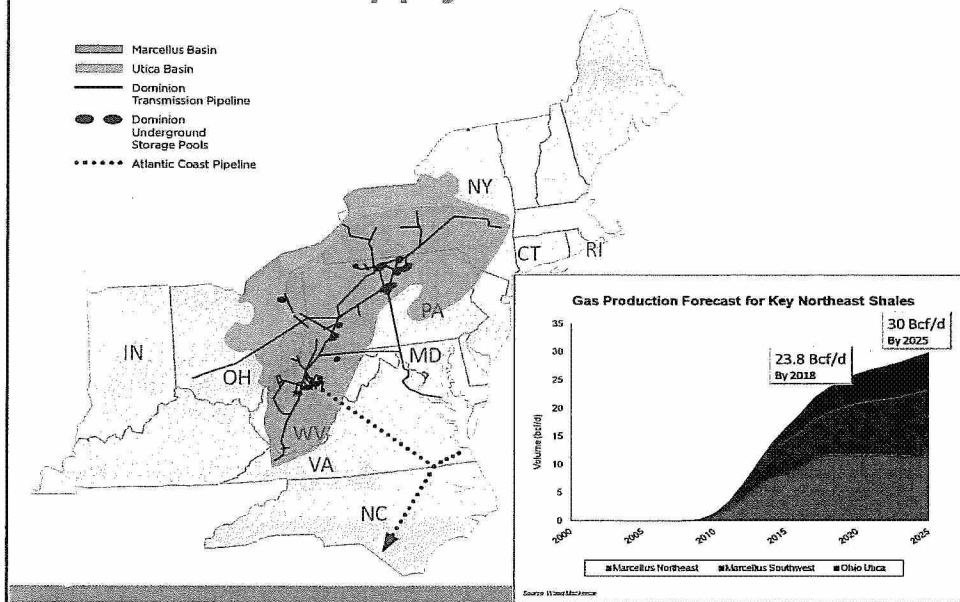 Marcellus Basin
Utica Basin
Dominion
Transmission Pipeline
Dominion
Underground
Storage Pools
Atlantic Coast Pipeline
NY
CT
RI
PA
IN
OH
MD
WV
VA
NC
Gas Production Forecast for Key Northeast Shales
30 Bcf/d
By 2025
23.8 Bcf/d
By 2018
Volume (bcf/d)
35
30
25
20
15
10
5
0
2000
2005
2010
2015
2020
2025
Marcellus Northeast
Marcellus Southwest
Ohio Utica
Source: Wood Mackenzie